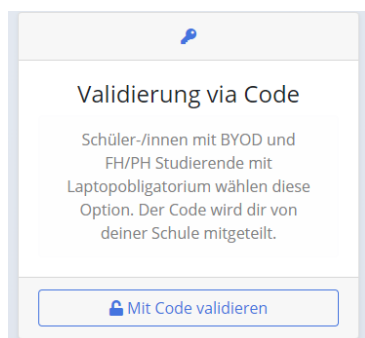 Validierung via Code
Schüler-/innen mit BYOD und
FH/PH Studierende mit
Laptopobligatorium wählen diese
Option. Der Code wird dir von
deiner Schule mitgeteilt.
Mit Code validieren